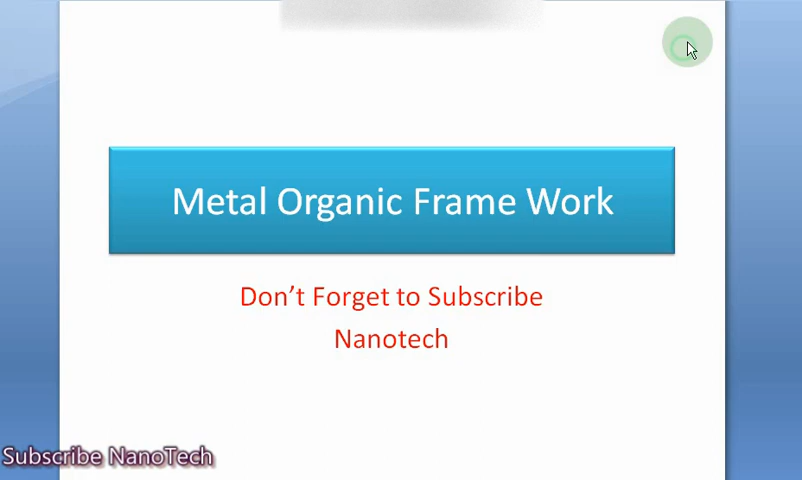 Metal Organic Frame Work
Don't Forget to Subscribe
Nanotech
Subscribe NanoTech